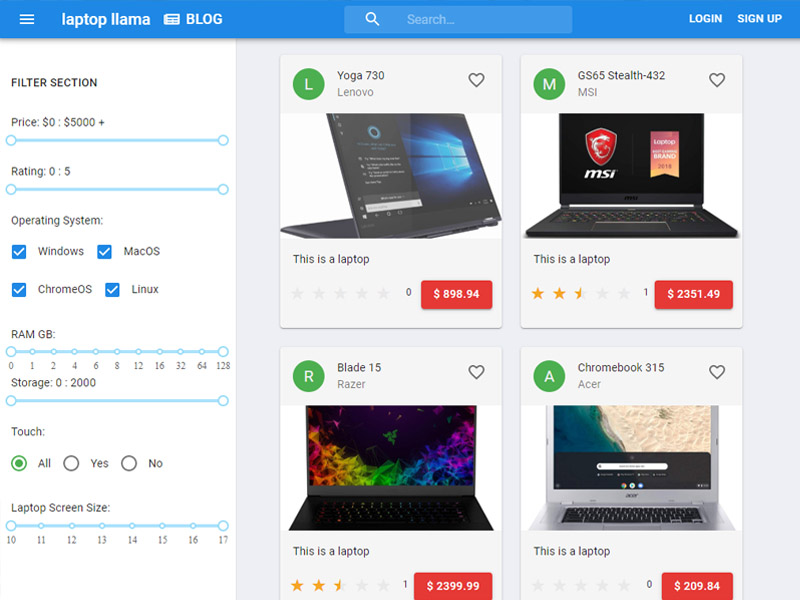 laptop llama BLOG Search... LOGIN SIGN UP
FILTER SECTION
Price: $0 : $5000 +
Rating: 0 : 5
Operating System:
Windows MacOS
ChromeOS Linux
RAM GB:
0 1 2 4 6 8 12 16 32 64 128
Storage: 0 : 2000
Touch:
All Yes No
Laptop Screen Size:
10 11 12 13 14 15 16 17
L
Yoga 730
Lenovo
This is a laptop
0 $ 898.94
M
GS65 Stealth-432
MSI
msi
Laptop
BRAND
2018
This is a laptop
1 $ 2351.49
R
Blade 15
Razer
This is a laptop
1 $ 2399.99
A
Chromebook 315
Acer
acer
This is a laptop
0 $ 209.84